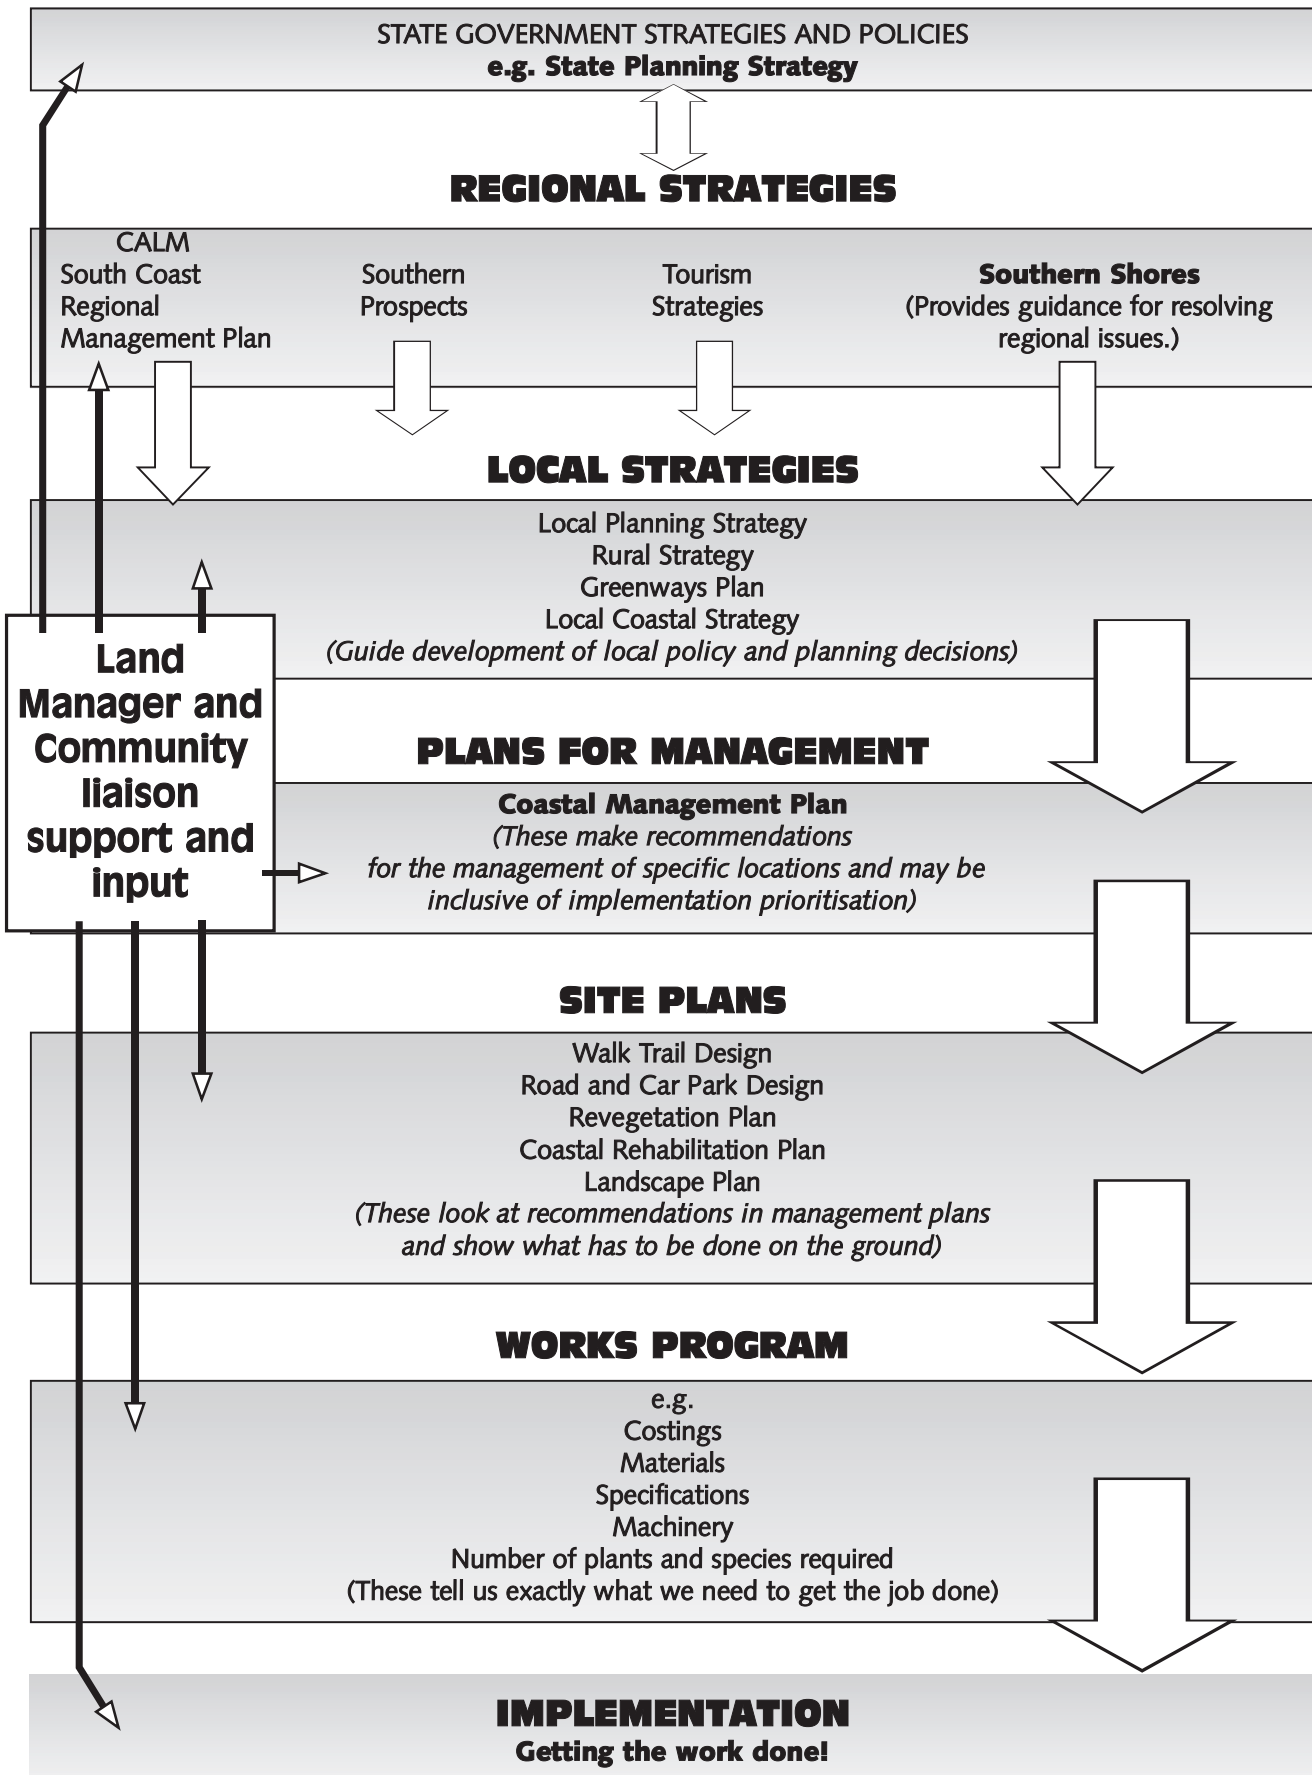 STATE GOVERNMENT STRATEGIES AND POLICIES
e.g. State Planning Strategy
REGIONAL STRATEGIES
CALM
South Coast
Regional
Management Plan
Southern
Prospects
Tourism
Strategies
Southern Shores
(Provides guidance for resolving
regional issues.)
LOCAL STRATEGIES
Local Planning Strategy
Rural Strategy
Greenways Plan
Local Coastal Strategy
(Guide development of local policy and planning decisions)
Land
Manager and
Community
liaison
support and
input
PLANS FOR MANAGEMENT
Coastal Management Plan
(These make recommendations
for the management of specific locations and may be
inclusive of implementation prioritisation)
SITE PLANS
Walk Trail Design
Road and Car Park Design
Revegetation Plan
Coastal Rehabilitation Plan
Landscape Plan
(These look at recommendations in management plans
and show what has to be done on the ground)
WORKS PROGRAM
e.g.
Costings
Materials
Specifications
Machinery
Number of plants and species required
(These tell us exactly what we need to get the job done)
IMPLEMENTATION
Getting the work done!